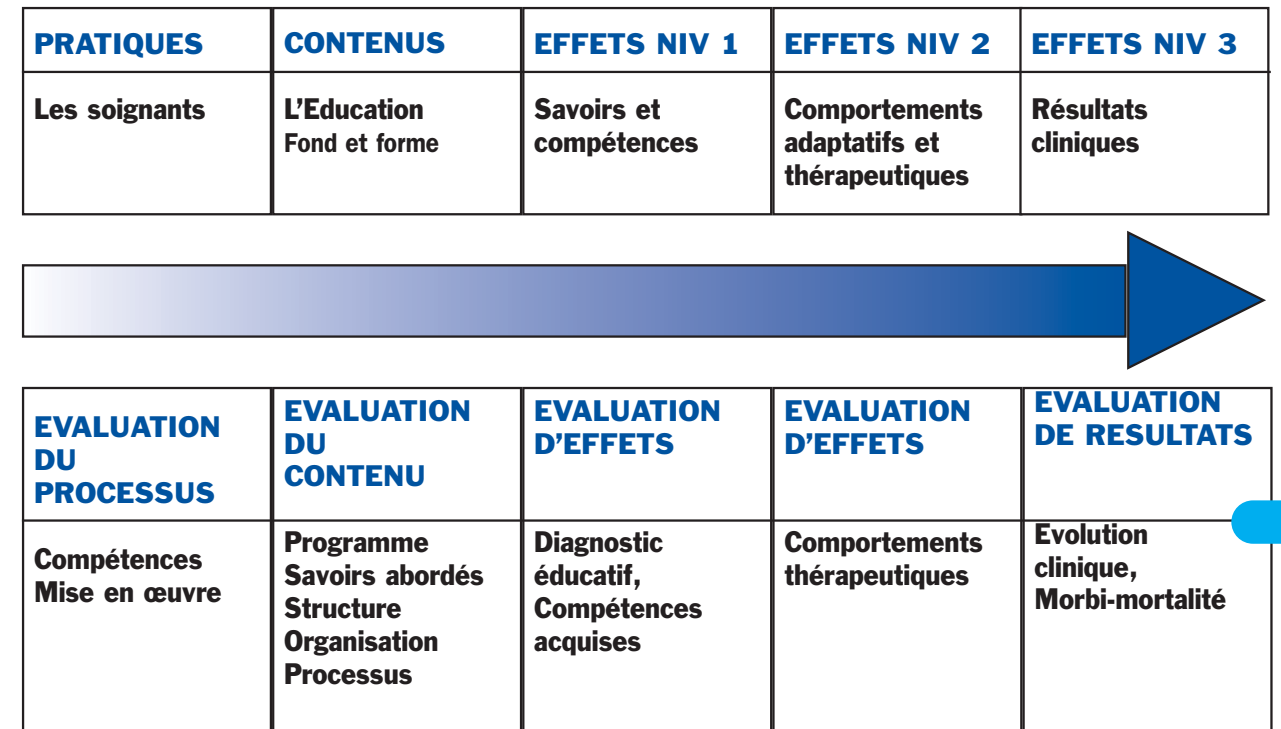 PRATIQUES
CONTENUS
EFFETS NIV 1
EFFETS NIV 2
EFFETS NIV 3
Les soignants
L’Education
Fond et forme
Savoirs et
compétences
Comportements
adaptatifs et
thérapeutiques
Résultats
cliniques
EVALUATION
DU
PROCESSUS
EVALUATION
DU
CONTENU
EVALUATION
D’EFFETS
EVALUATION
D’EFFETS
EVALUATION
DE RESULTATS
Compétences
Mise en œuvre
Programme
Savoirs abordés
Structure
Organisation
Processus
Diagnostic
éducatif,
Compétences
acquises
Comportements
thérapeutiques
Evolution
clinique,
Morbi-mortalité